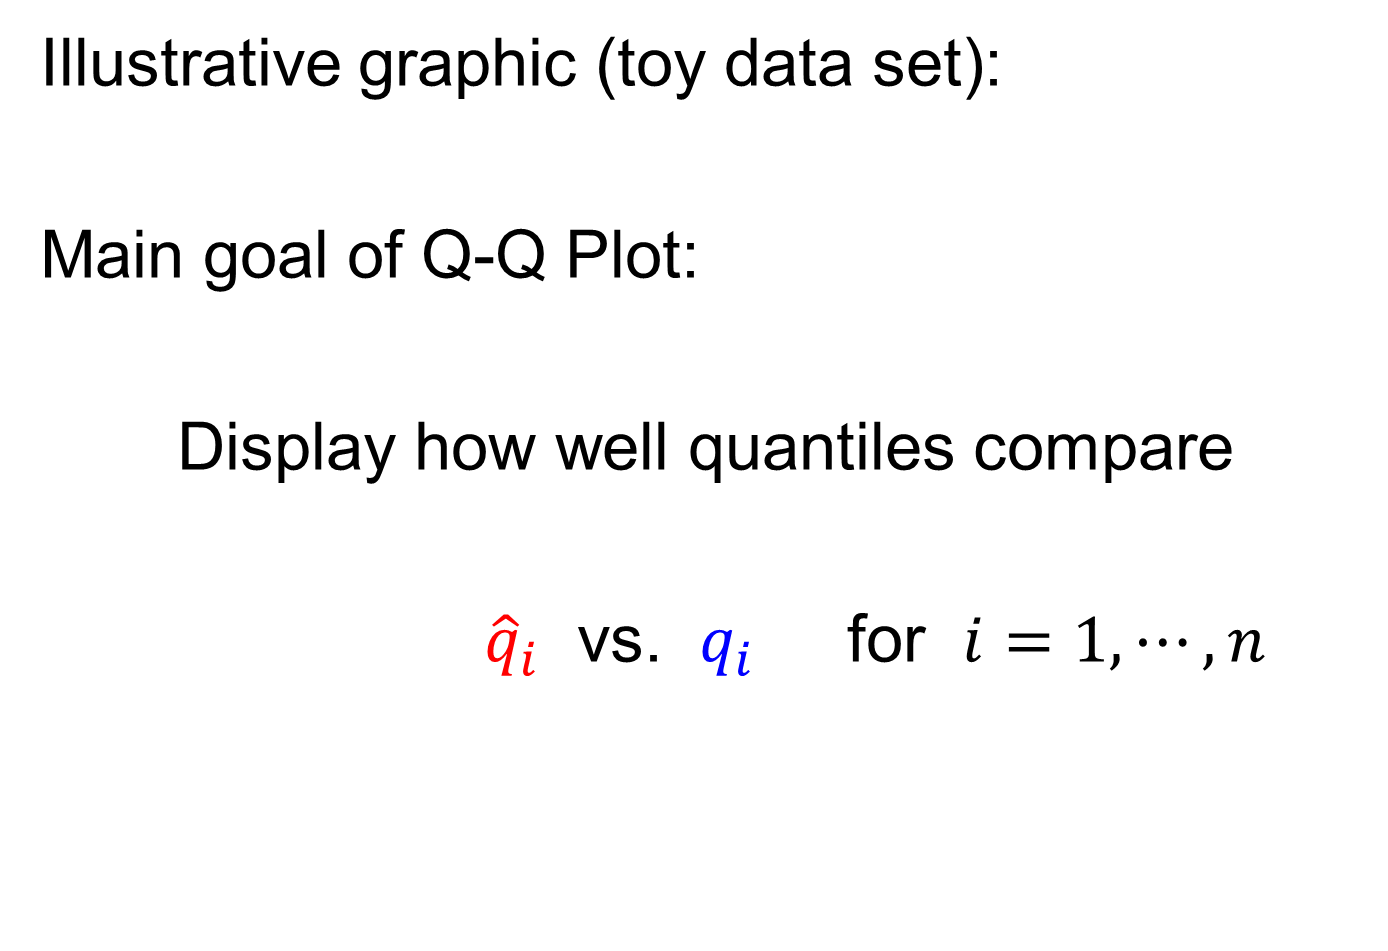 Illustrative graphic (toy data set):
Main goal of Q-Q Plot:
Display how well quantiles compare
q̂ᵢ vs. qᵢ for i = 1, ⋯ , n